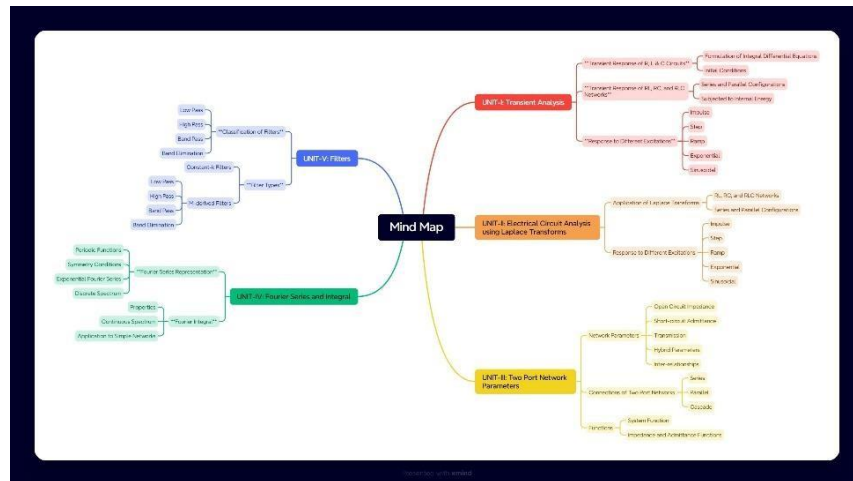 Mind Map
UNIT-I: Transient Analysis
**Transient Response of R, L & C Circuits**
Formulation of Integral Differential Equations
Initial Conditions
**Transient Response of RL, RC, and RLC
Networks**
Series and Parallel Configurations
Subjected to Internal Energy
**Response to Different Excitations**
Impulse
Step
Ramp
Exponential
Sinusoidal
UNIT-II: Electrical Circuit Analysis
using Laplace Transforms
Application of Laplace Transforms
RL, RC, and RLC Networks
Series and Parallel Configurations
Response to Different Excitations
Impulse
Step
Ramp
Exponential
Sinusoidal
UNIT-III: Two Port Network
Parameters
Network Parameters
Open Circuit Impedance
Short-circuit Admittance
Transmission
Hybrid Parameters
Inter-relationships
Connections of Two Port Networks
Series
Parallel
Cascade
Functions
System Function
Impedance and Admittance Functions
UNIT-IV: Fourier Series and Integral
**Fourier Series Representation**
Periodic Functions
Symmetry Conditions
Exponential Fourier Series
Discrete Spectrum
**Fourier Integral**
Properties
Continuous Spectrum
Application to Simple Networks
UNIT-V: Filters
**Classification of Filters**
Low Pass
High Pass
Band Pass
Band Elimination
**Filter Types**
Constant-k Filters
M-derived Filters
Low Pass
High Pass
Band Pass
Band Elimination
Presented with xmind